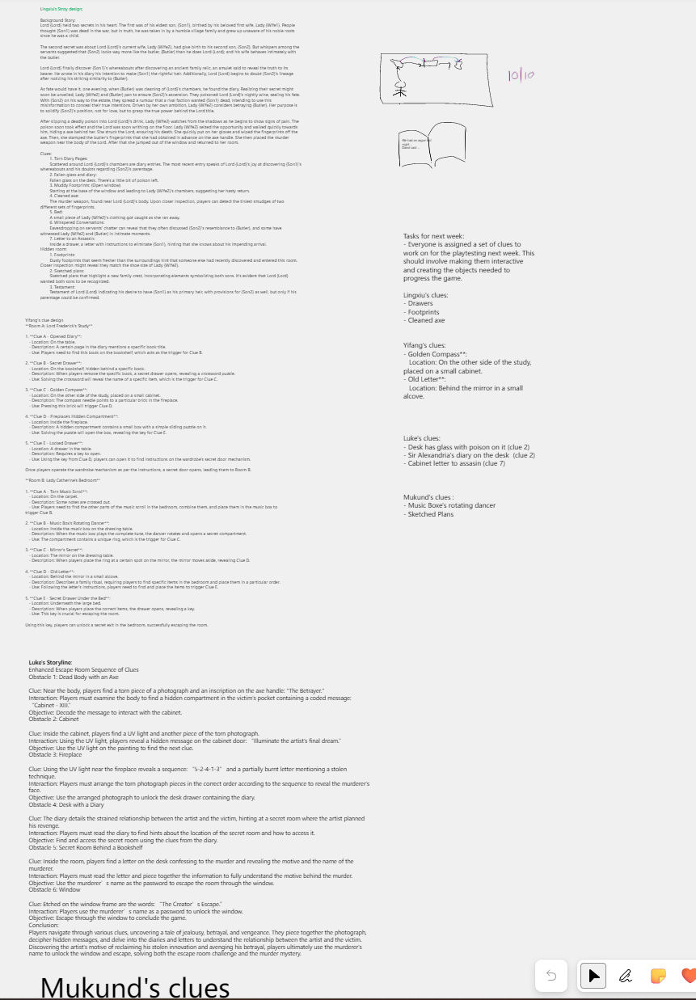 Lingxiu's Stroy design:
Background Story:
Lord {Lord} held two secrets in his heart. The first was of his eldest son, {Son1}, birthed by his beloved first wife, Lady {Wife1}. People
thought {Son1} was dead in the war, but in truth, he was taken in by a humble village family and grew up unaware of his noble roots
since he was a child.
The second secret was about Lord {Lord}'s current wife, Lady {Wife2}, had give birth to his second son, {Son2}. But whispers among the
servants suggested that {Son2} looks way more like the butler, {Butler} than he does Lord {Lord}; and his wife behaves intimately with
the butler.
Lord {Lord} finally discover {Son1}'s whereabouts after discovering an ancient family relic, an amulet said to reveal the truth to its
bearer. He wrote in his diary his intention to make {Son1} the rightful heir. Additionally, Lord {Lord} begins to doubt {Son2}'s lineage
after noticing his striking similarity to {Butler}.
As fate would have it, one evening, when {Butler} was cleaning of {Lord}'s chambers, he found the diary. Realizing their secret might
soon be unveiled, Lady {Wife2} and {Butler} pan to ensure {Son2}'s ascension. They poisoned Lord {Lord}'s nightly wine, sealing his fate.
With {Son2} on his way to the estate, they spread a rumour that a rival faction wanted {Son1} dead, intending to use this
misinformation to conceal their true intentions. Driven by her own ambition, Lady {Wife2} considers betraying {Butler}. Her purpose is
to solidify {Son2}'s position, not for love, but to grasp the true power behind the Lord title.
After slipping a deadly poison into Lord {Lord}'s drink, Lady {Wife2} watches from the shadows as he begins to show signs of pain. The
poison soon took effect and the Lord was soon writhing on the floor. Lady {Wife2} seized the opportunity and walked quickly towards
him, hiding a axe behind her. She struck the Lord, ensuring his death. She quickly put on her gloves and wiped the fingerprints off the
axe. Then, she stamped the butler's fingerprints that she had obtained in advance on the axe handle. She then placed the murder
weapon near the body of the Lord. After that she jumped out of the window and returned to her room.
Clues:
1. Torn Diary Pages:
Scattered around Lord {Lord}'s chambers are diary entries. The most recent entry speaks of Lord {Lord}'s joy at discovering {Son1}'s
whereabouts and his doubts regarding {Son2}'s parentage.
2. Fallen glass and diary:
Fallen glass on the desk. There's a little bit of poison left.
3. Muddy Footprints: (Open window)
Starting at the base of the window and leading to Lady {Wife2}'s chambers, suggesting her hasty return.
4. Cleaned axe:
The murder weapon, found near Lord {Lord}'s body. Upon closer inspection, players can detect the tiniest smudges of two
different sets of fingerprints.
5. Bed:
A small piece of Lady {Wife2}'s clothing got caught as she ran away.
6. Whispered Conversations:
Eavesdropping on servants' chatter can reveal that they often discussed {Son2}'s resemblance to {Butler}, and some have
witnessed Lady {Wife2} and {Butler} in intimate moments.
7. Letter to an Assassin:
Inside a drawer, a letter with instructions to eliminate {Son1}, hinting that she knows about his impending arrival.
Hidden room:
1. Footprints:
Dusty footprints that seem fresher than the surroundings hint that someone else had recently discovered and entered this room.
Closer inspection might reveal they match the shoe size of Lady {Wife2}.
2. Sketched plans:
Sketched plans that highlight a new family crest, incorporating elements symbolizing both sons. It's evident that Lord {Lord}
wanted both sons to be recognized.
3. Testament:
Testament of Lord {Lord} indicating his desire to have {Son1} as his primary heir, with provisions for {Son2} as well, but only if his
parentage could be confirmed.
Yifang's clue design
**Room A: Lord Frederick's Study**
1. **Clue A - Opened Diary**:
- Location: On the table.
- Description: A certain page in the diary mentions a specific book title.
- Use: Players need to find this book on the bookshelf, which acts as the trigger for Clue B.
2. **Clue B - Secret Drawer**:
- Location: On the bookshelf, hidden behind a specific book.
- Description: When players remove the specific book, a secret drawer opens, revealing a crossword puzzle.
- Use: Solving the crossword will reveal the name of a specific item, which is the trigger for Clue C.
3. **Clue C - Golden Compass**:
- Location: On the other side of the study, placed on a small cabinet.
- Description: The compass needle points to a particular brick in the fireplace.
- Use: Pressing this brick will trigger Clue D.
4. **Clue D - Fireplace's Hidden Compartment**:
- Location: Inside the fireplace.
- Description: A hidden compartment contains a small box with a simple sliding puzzle on it.
- Use: Solving the puzzle will open the box, revealing the key for Clue E.
5. **Clue E - Locked Drawer**:
- Location: A drawer in the table.
- Description: Requires a key to open.
- Use: Using the key from Clue D, players can open it to find instructions on the wardrobe's secret door mechanism.
Once players operate the wardrobe mechanism as per the instructions, a secret door opens, leading them to Room B.
**Room B: Lady Catherine's Bedroom**
1. **Clue A - Torn Music Scroll**:
- Location: On the carpet.
- Description: Some notes are crossed out.
- Use: Players need to find the other parts of the music scroll in the bedroom, combine them, and place them in the music box to
trigger Clue B.
2. **Clue B - Music Box's Rotating Dancer**:
- Location: Inside the music box on the dressing table.
- Description: When the music box plays the complete tune, the dancer rotates and opens a secret compartment.
- Use: The compartment contains a unique ring, which is the trigger for Clue C.
3. **Clue C - Mirror's Secret**:
- Location: The mirror on the dressing table.
- Description: When players place the ring at a certain spot on the mirror, the mirror moves aside, revealing Clue D.
4. **Clue D - Old Letter**:
- Location: Behind the mirror in a small alcove.
- Description: Describes a family ritual, requiring players to find specific items in the bedroom and place them in a particular order.
- Use: Following the letter's instructions, players need to find and place the items to trigger Clue E.
5. **Clue E - Secret Drawer Under the Bed**:
- Location: Underneath the large bed.
- Description: When players place the correct items, the drawer opens, revealing a key.
- Use: This key is crucial for escaping the room.
Using this key, players can unlock a secret exit in the bedroom, successfully escaping the room.
Luke's Storyline:
Enhanced Escape Room Sequence of Clues
Obstacle 1: Dead Body with an Axe
Clue: Near the body, players find a torn piece of a photograph and an inscription on the axe handle: "The Betrayer."
Interaction: Players must examine the body to find a hidden compartment in the victim's pocket containing a coded message:
"Cabinet - XIII."
Objective: Decode the message to interact with the cabinet.
Obstacle 2: Cabinet
Clue: Inside the cabinet, players find a UV light and another piece of the torn photograph.
Interaction: Using the UV light, players reveal a hidden message on the cabinet door: "Illuminate the artist's final dream."
Objective: Use the UV light on the painting to find the next clue.
Obstacle 3: Fireplace
Clue: Using the UV light near the fireplace reveals a sequence: "5-2-4-1-3" and a partially burnt letter mentioning a stolen
technique.
Interaction: Players must arrange the torn photograph pieces in the correct order according to the sequence to reveal the murderer's
face.
Objective: Use the arranged photograph to unlock the desk drawer containing the diary.
Obstacle 4: Desk with a Diary
Clue: The diary details the strained relationship between the artist and the victim, hinting at a secret room where the artist planned
his revenge.
Interaction: Players must read the diary to find hints about the location of the secret room and how to access it.
Objective: Find and access the secret room using the clues from the diary.
Obstacle 5: Secret Room Behind a Bookshelf
Clue: Inside the room, players find a letter on the desk confessing to the murder and revealing the motive and the name of the
murderer.
Interaction: Players must read the letter and piece together the information to fully understand the motive behind the murder.
Objective: Use the murderer's name as the password to escape the room through the window.
Obstacle 6: Window
Clue: Etched on the window frame are the words: "The Creator's Escape."
Interaction: Players use the murderer's name as a password to unlock the window.
Objective: Escape through the window to conclude the game.
Conclusion:
Players navigate through various clues, uncovering a tale of jealousy, betrayal, and vengeance. They piece together the photograph,
decipher hidden messages, and delve into the diaries and letters to understand the relationship between the artist and the victim.
Discovering the artist's motive of reclaiming his stolen innovation and avenging his betrayal, players ultimately use the murderer's
name to unlock the window and escape, solving both the escape room challenge and the murder mystery.
Mukund's clues
10/10
We had an argue
night...
Tasks for next week:
- Everyone is assigned a set of clues to
work on for the playtesting next week. This
should involve making them interactive
and creating the objects needed to
progress the game.
Lingxiu's clues:
- Drawers
- Footprints
- Cleaned axe
Yifang's clues:
- Golden Compass**:
Location: On the other side of the study,
placed on a small cabinet.
- Old Letter**:
Location: Behind the mirror in a small
alcove.
Luke's clues:
- Desk has glass with poison on it (clue 2)
- Sir Alexandria's diary on the desk (clue 2)
- Cabinet letter to assasin (clue 7)
Mukund's clues :
- Music Boxe's rotating dancer
- Sketched Plans